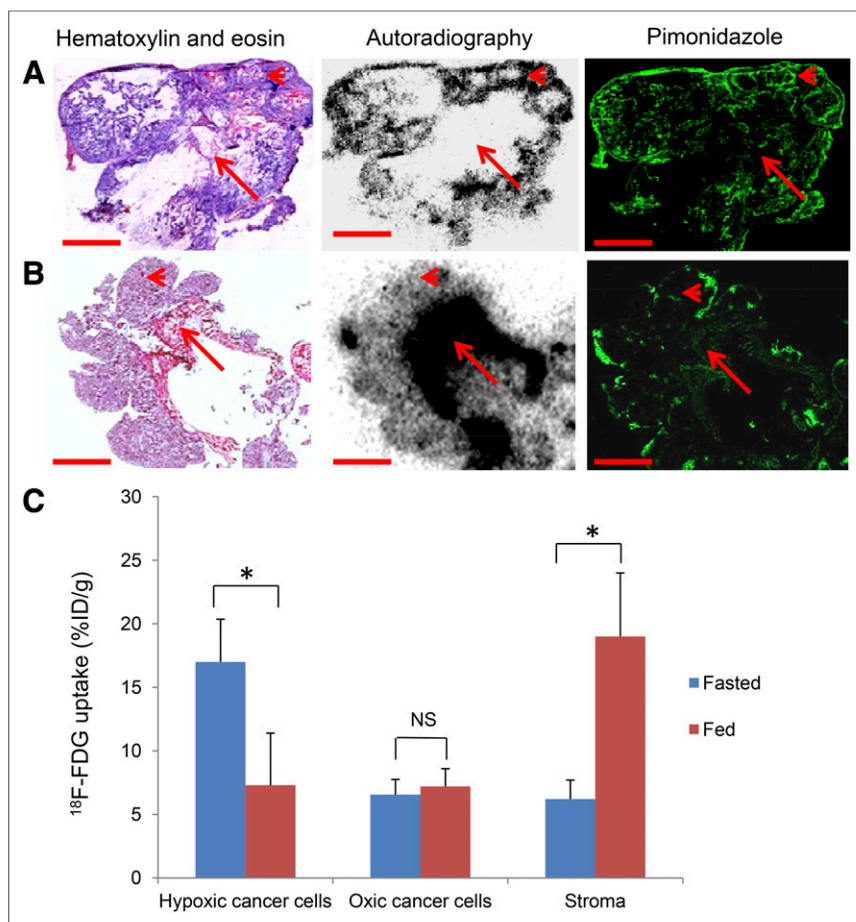 Hematoxylin and eosin
Autoradiography
Pimonidazole
A
B
C
30
25
20
15
10
5
0
¹⁸F-FDG uptake (%ID/g)
*
NS
*
Hypoxic cancer cells
Oxic cancer cells
Stroma
Fasted
Fed